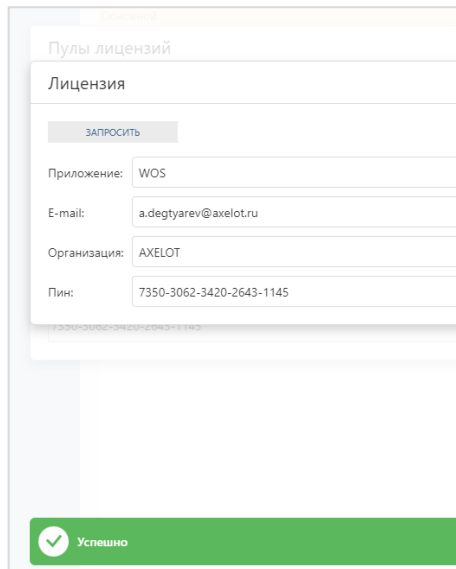 Основной
Пулы лицензий
Лицензия
ЗАПРОСИТЬ
Приложение: WOS
E-mail: a.degtyarev@axelot.ru
Организация: AXELOT
Пин: 7350-3062-3420-2643-1145
7350-3062-3420-2643-1145
Успешно